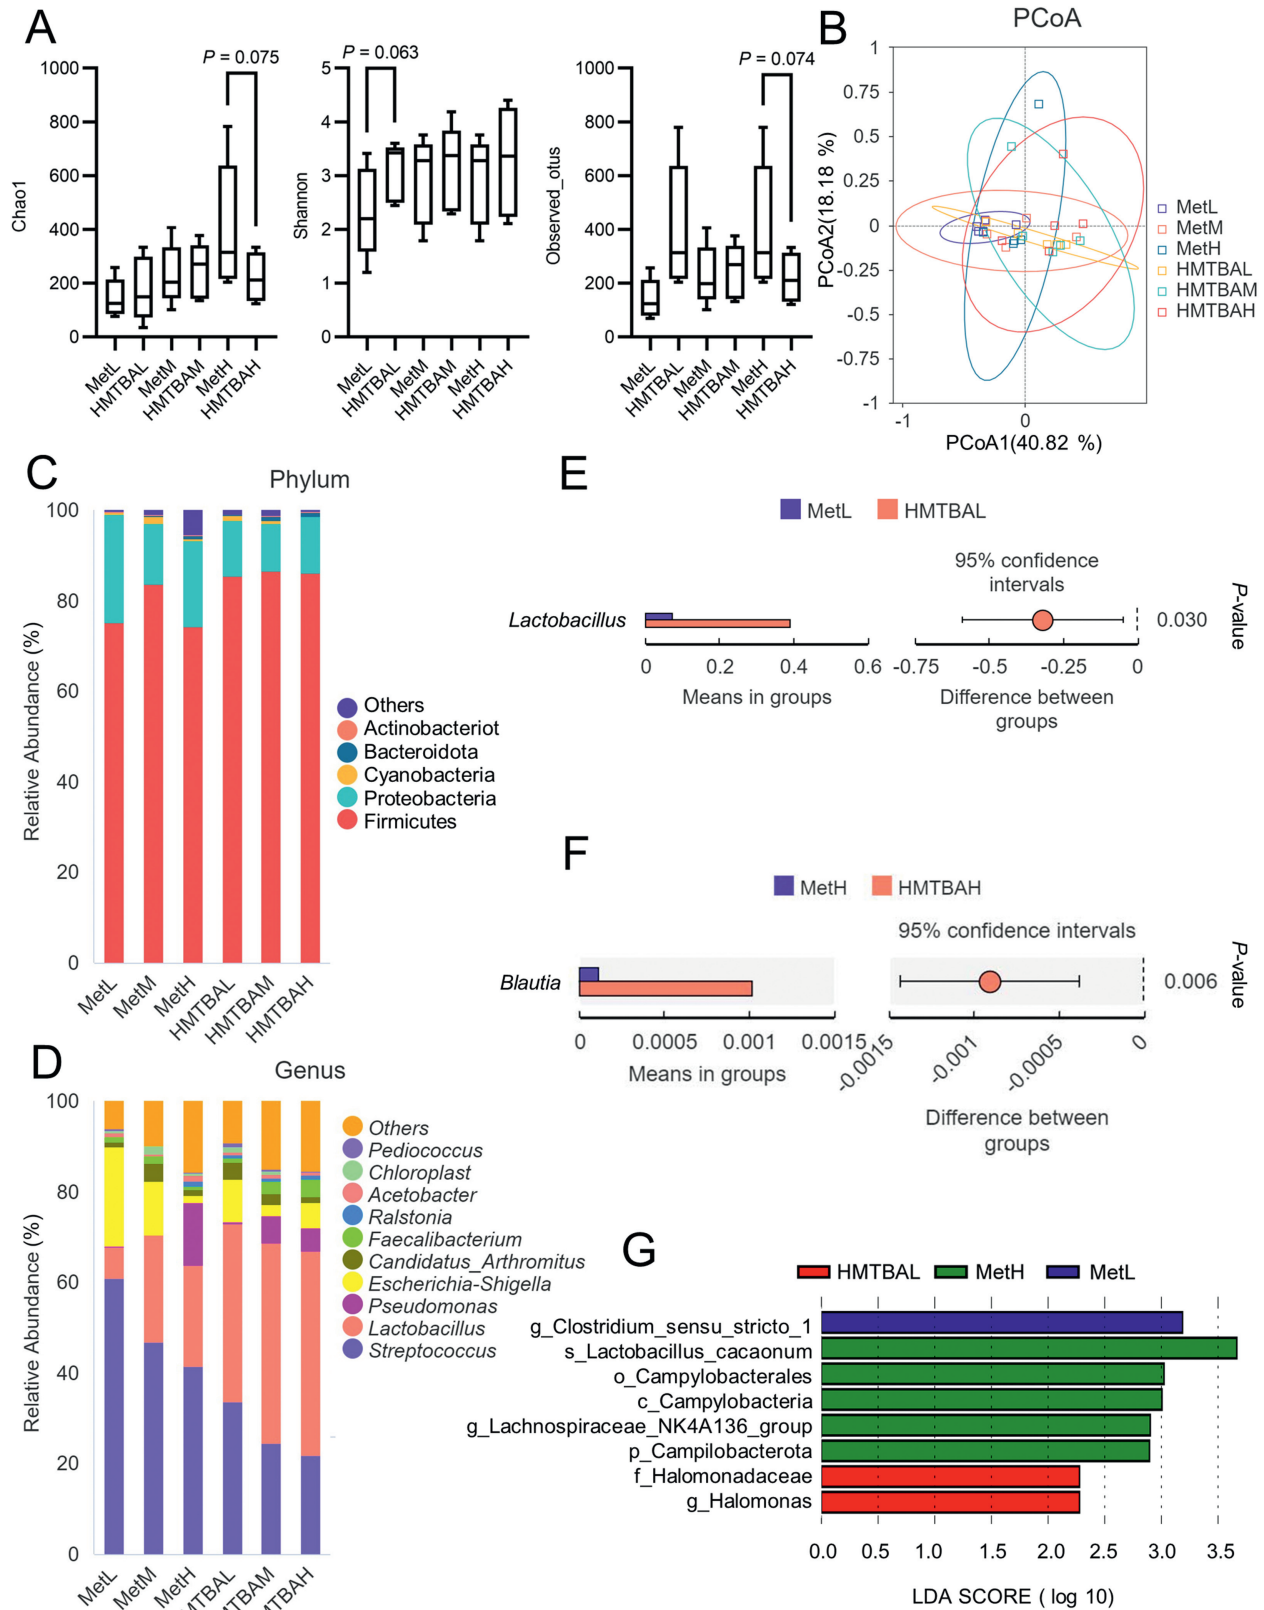 A
P = 0.075
1000
800
600
400
200
0
Chao1
MetL
HMTBAL
MetM
HMTBAM
MetH
HMTBAH
P = 0.063
5
4
3
2
1
0
Shannon
MetL
HMTBAL
MetM
HMTBAM
MetH
HMTBAH
P = 0.074
1000
800
600
400
200
0
Observed_otus
MetL
HMTBAL
MetM
HMTBAM
MetH
HMTBAH
B
PCoA
1
0.75
0.5
0.25
0
-0.25
-0.5
-0.75
-1
PCoA2(18.18 %)
-1
0
PCoA1(40.82 %)
MetL
MetM
MetH
HMTBAL
HMTBAM
HMTBAH
C
Phylum
100
80
60
40
20
0
Relative Abundance (%)
MetL
MetM
MetH
HMTBAL
HMTBAM
HMTBAH
Others
Actinobacteriot
Bacteroidota
Cyanobacteria
Proteobacteria
Firmicutes
D
Genus
100
80
60
40
20
0
Relative Abundance (%)
MetL
MetM
MetH
MTBAL
MTBAM
MTBAH
Others
Pediococcus
Chloroplast
Acetobacter
Ralstonia
Faecalibacterium
Candidatus_Arthromitus
Escherichia-Shigella
Pseudomonas
Lactobacillus
Streptococcus
E
MetL
HMTBAL
95% confidence
intervals
Lactobacillus
0.030
P-value
0
0.2
0.4
0.6
-0.75
-0.5
-0.25
0
Means in groups
Difference between
groups
F
MetH
HMTBAH
95% confidence intervals
Blautia
0.006
P-value
0
0.0005
0.001
0.0015
-0.0015
-0.001
-0.0005
0
Means in groups
Difference between
groups
G
HMTBAL
MetH
MetL
g_Clostridium_sensu_stricto_1
s_Lactobacillus_cacaonum
o_Campylobacterales
c_Campylobacteria
g_Lachnospiraceae_NK4A136_group
p_Campilobacterota
f_Halomonadaceae
g_Halomonas
0.0
0.5
1.0
1.5
2.0
2.5
3.0
3.5
LDA SCORE ( log 10)